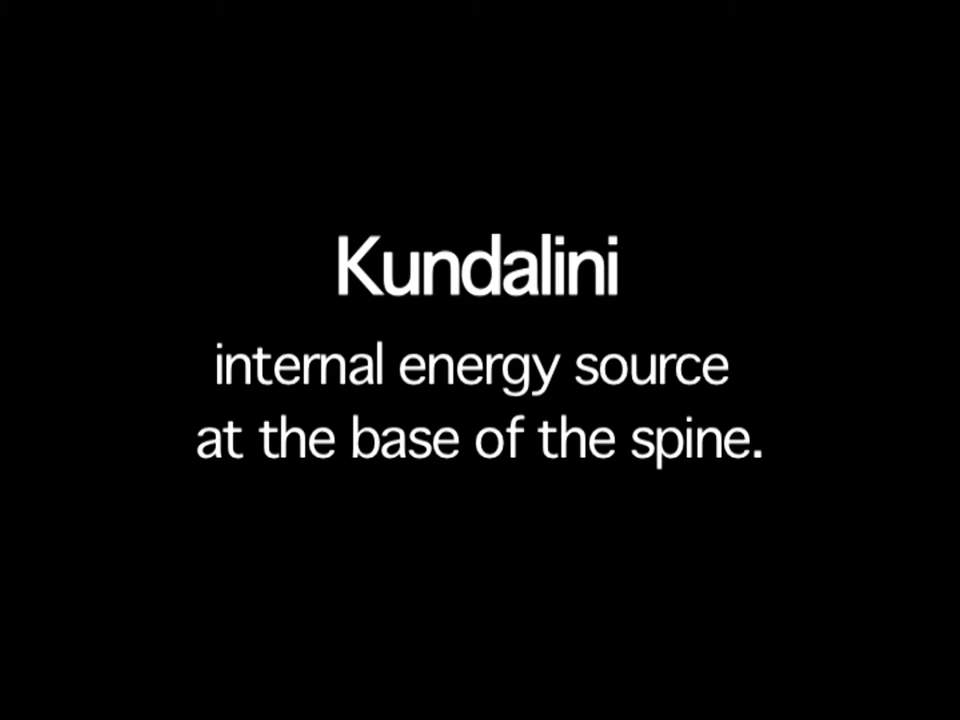 Kundalini
internal energy source
at the base of the spine.